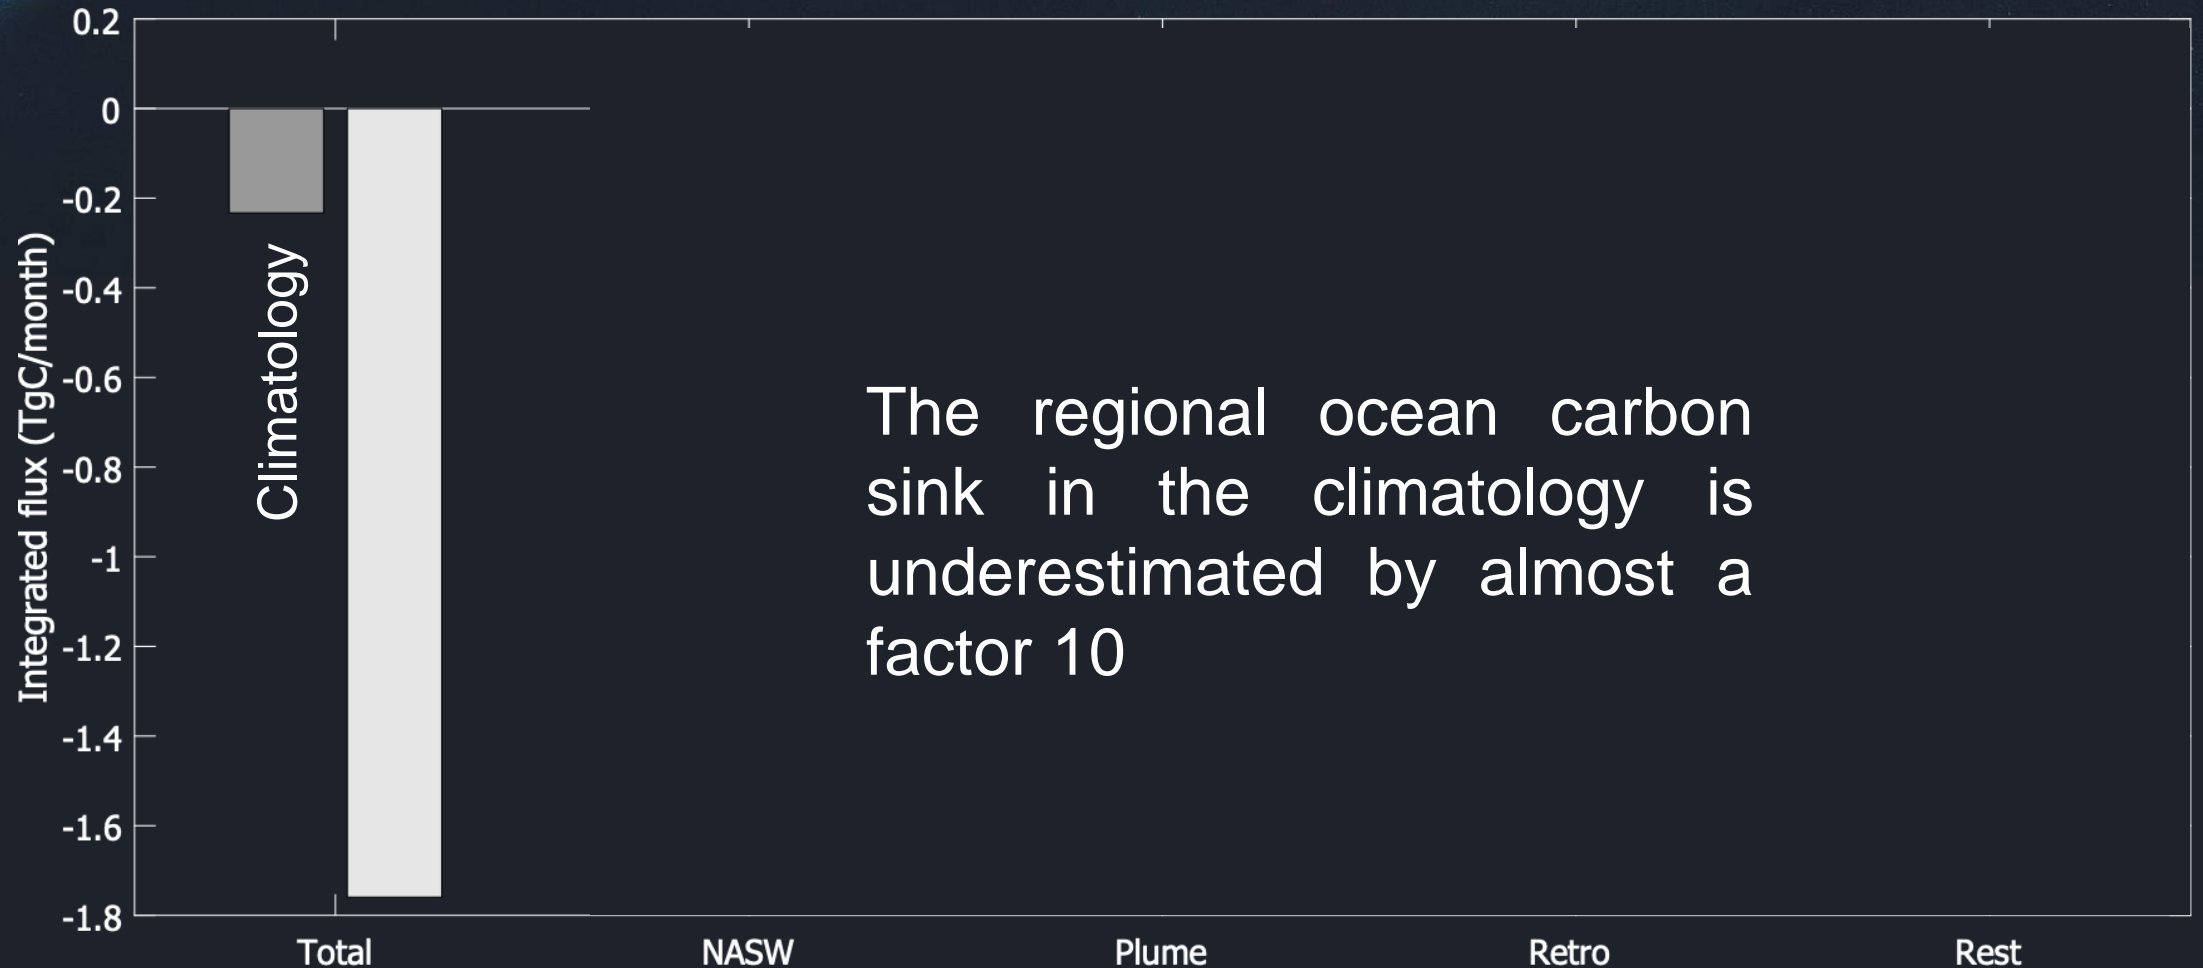 0.2
0
-0.2
-0.4
-0.6
-0.8
-1
-1.2
-1.4
-1.6
-1.8
Integrated flux (TgC/month)
Climatology
The regional ocean carbon
sink in the climatology is
underestimated by almost a
factor 10
Total NASW Plume Retro Rest